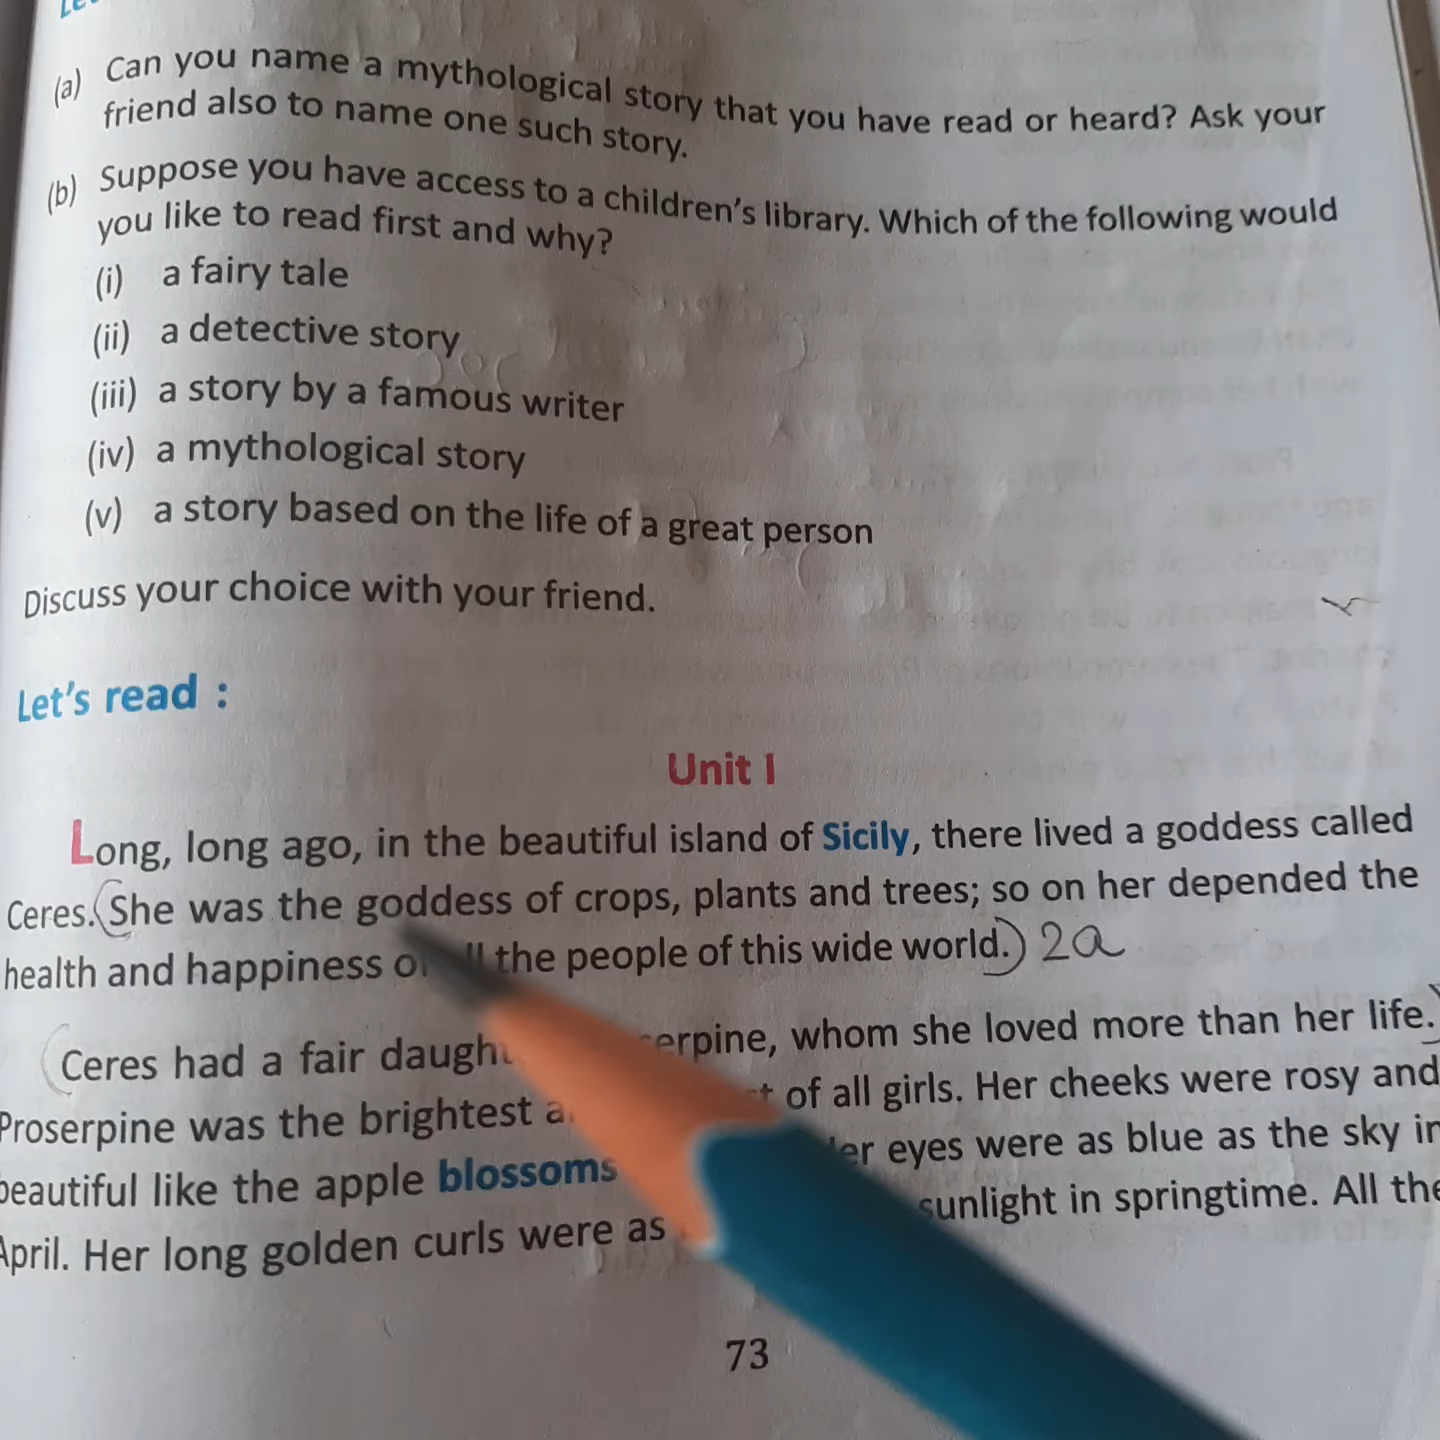 (a) Can you name a mythological story that you have read or heard? Ask your
friend also to name one such story.
(b) Suppose you have access to a children's library. Which of the following would
you like to read first and why?
(i) a fairy tale
(ii) a detective story
(iii) a story by a famous writer
(iv) a mythological story
(v) a story based on the life of a great person
Discuss your choice with your friend.
Let's read :
Unit I
Long, long ago, in the beautiful island of Sicily, there lived a goddess called
Ceres. (She was the goddess of crops, plants and trees; so on her depended the
health and happiness the people of this wide world.) 2a
(Ceres had a fair whom she loved more than her life.)
Proserpine was the brightest of all girls. Her cheeks were rosy and
beautiful like the apple blossoms eyes were as blue as the sky in
April. Her long golden curls were as sunlight in springtime. All the
73